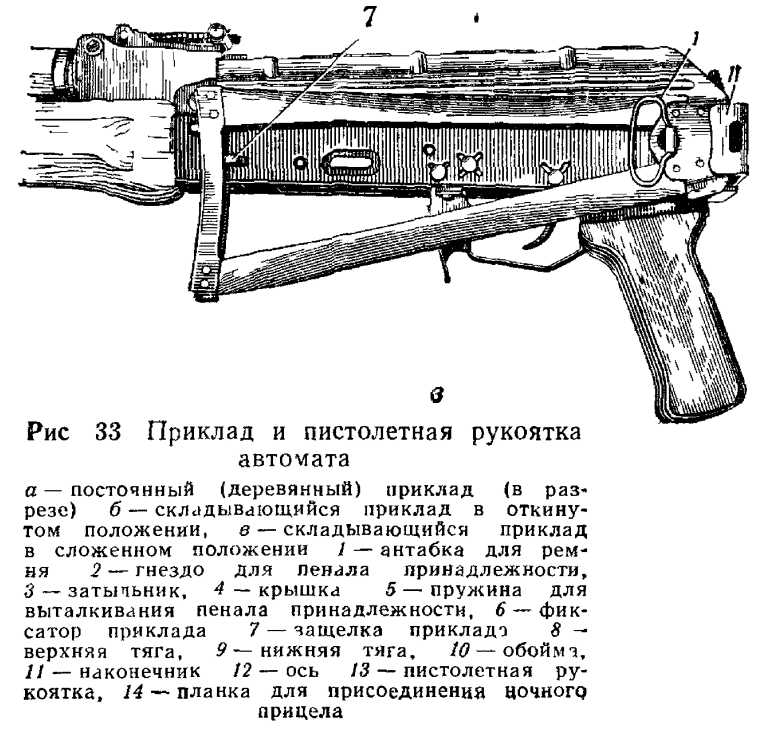 7
1
11
в
Рис 33 Приклад и пистолетная рукоятка
автомата
а — постоянный (деревянный) приклад (в раз-
резе) б — складывающийся приклад в откину-
том положении, в — складывающийся приклад
в сложенном положении 1 — антабка для рем-
ня 2 — гнездо для пенала принадлежности,
3 — затыльник, 4 — крышка 5 — пружина для
выталкивания пенала принадлежности, 6 — фик-
сатор приклада 7 — защелка приклада 8 —
верхняя тяга, 9 — нижняя тяга, 10 — обойма,
11 — наконечник 12 — ось 13 — пистолетная ру-
коятка, 14 — планка для присоединения ночного
прицела